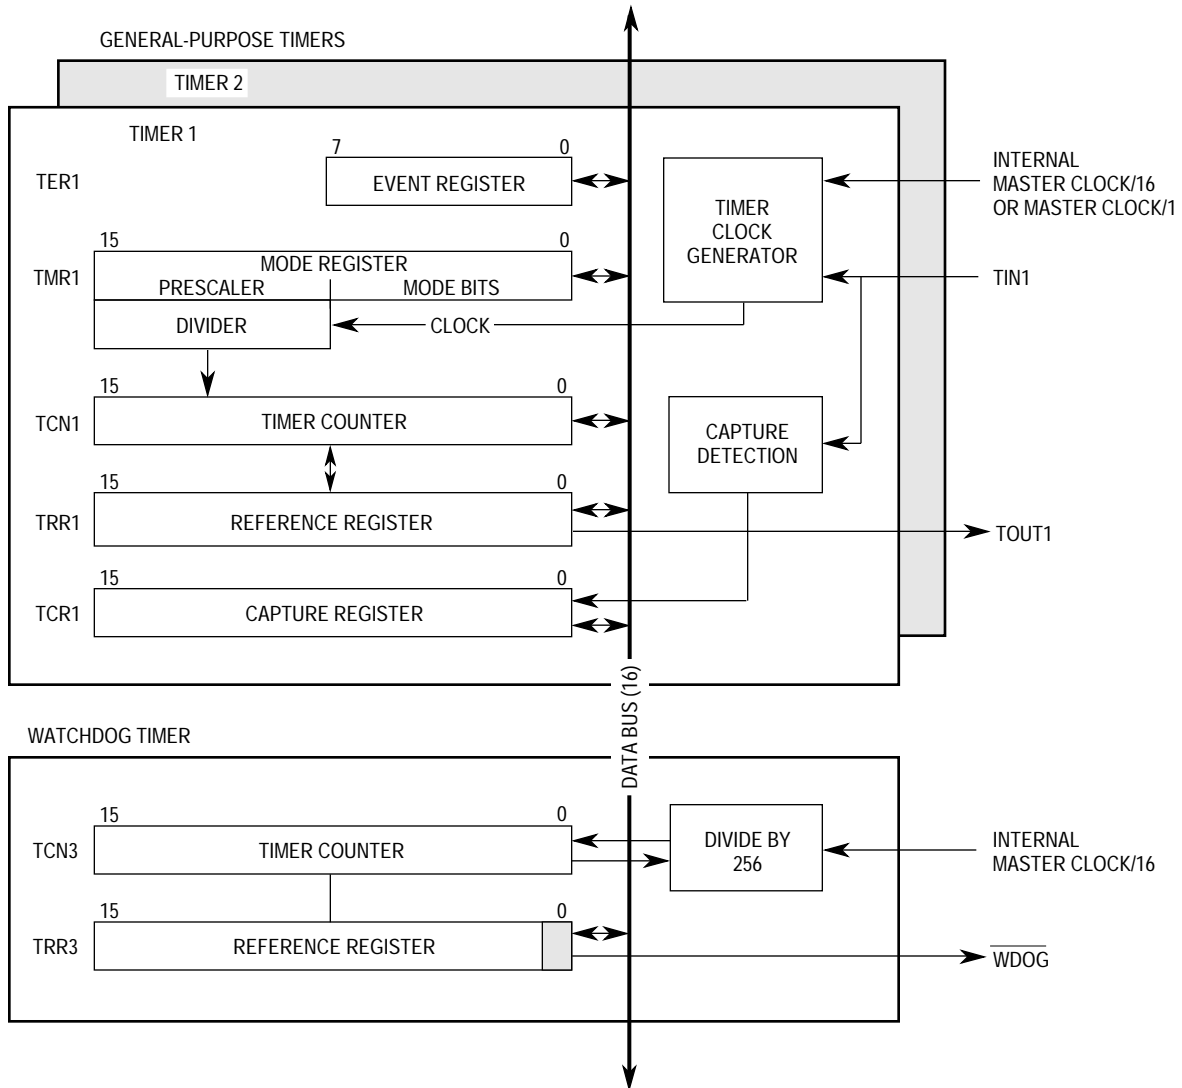 GENERAL-PURPOSE TIMERS
TIMER 2
TIMER 1
7 0
TER1
EVENT REGISTER
TIMER
CLOCK
GENERATOR
INTERNAL
MASTER CLOCK/16
OR MASTER CLOCK/1
15 0
TMR1
MODE REGISTER
PRESCALER MODE BITS
DIVIDER
CLOCK
TIN1
15 0
TCN1
TIMER COUNTER
CAPTURE
DETECTION
15 0
TRR1
REFERENCE REGISTER
TOUT1
15 0
TCR1
CAPTURE REGISTER
DATA BUS (16)
WATCHDOG TIMER
15 0
TCN3
TIMER COUNTER
DIVIDE BY
256
INTERNAL
MASTER CLOCK/16
15 0
TRR3
REFERENCE REGISTER
WDOG